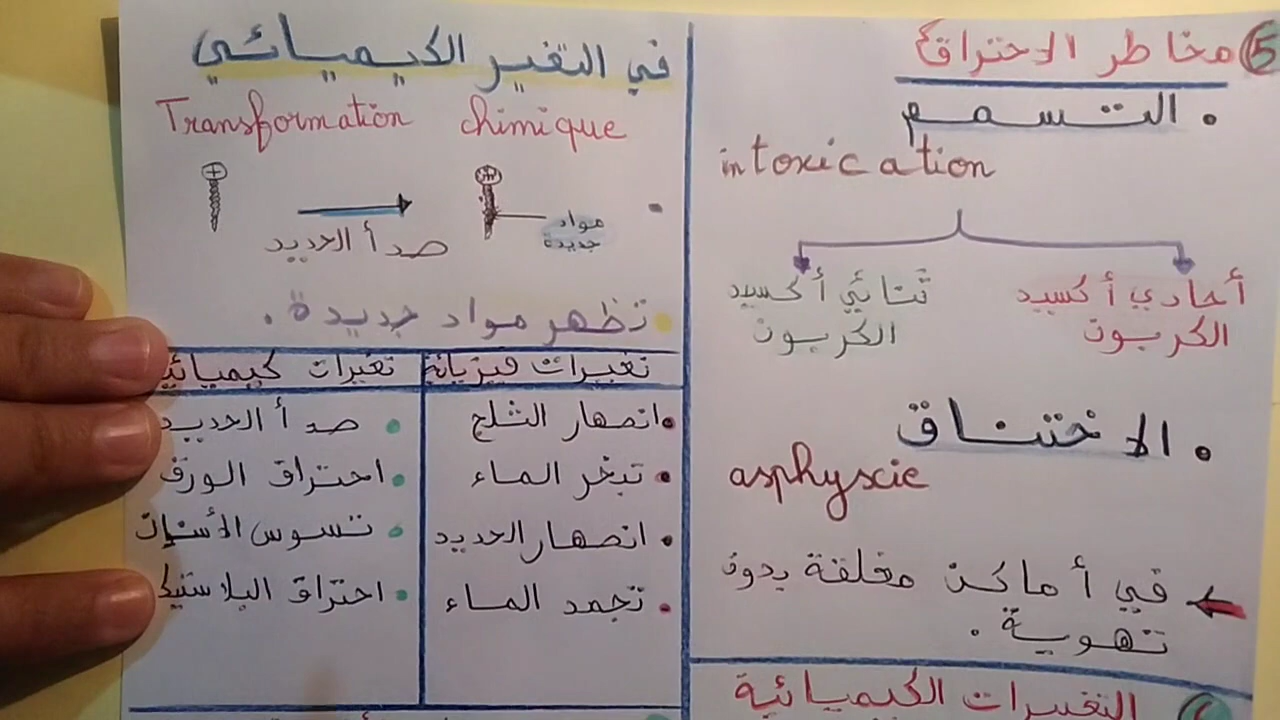 5 مخاطر الاحتراق
• التسمم
intoxication
أحادي أكسيد الكربون
ثنائي أكسيد الكربون
• الاختناق
asphyxie
في أماكن مغلقة بدون
تهوية .
التغيرات الكيميائية
في التغير الكيميائي
Transformation chimique
صدأ الحديد
مواد
جديدة
• تظهر مواد جديدة .
تغيرات فيزيائية
• انصهار الثلج
• تبخر الماء
• انصهار الحديد
• تجمد الماء
تغيرات كيميائية
• صدأ الحديد
• احتراق الورق
• تسوس الأسنان
• احتراق البلاستيك